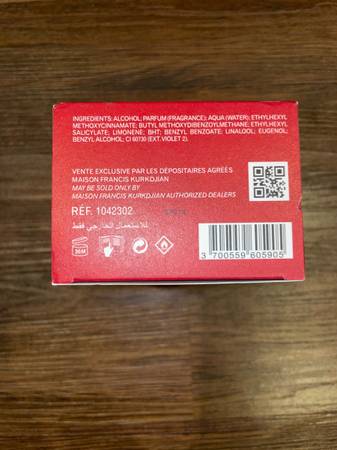 INGREDIENTS: ALCOHOL; PARFUM (FRAGRANCE); AQUA (WATER); ETHYLHEXYL
METHOXYCINNAMATE; BUTYL METHOXYDIBENZOYLMETHANE; ETHYLHEXYL
SALICYLATE; LIMONENE; BHT; BENZYL BENZOATE; LINALOOL; EUGENOL;
BENZYL ALCOHOL; CI 60730 (EXT.VIOLET 2).
VENTE EXCLUSIVE PAR LES DÉPOSITAIRES AGRÉÉS
MAISON FRANCIS KURKDJIAN
MAY BE SOLD ONLY BY
MAISON FRANCIS KURKDJIAN AUTHORIZED DEALERS
RÉF. 1042302
للاستعمال الخارجي فقط
36M
3 700559 605905